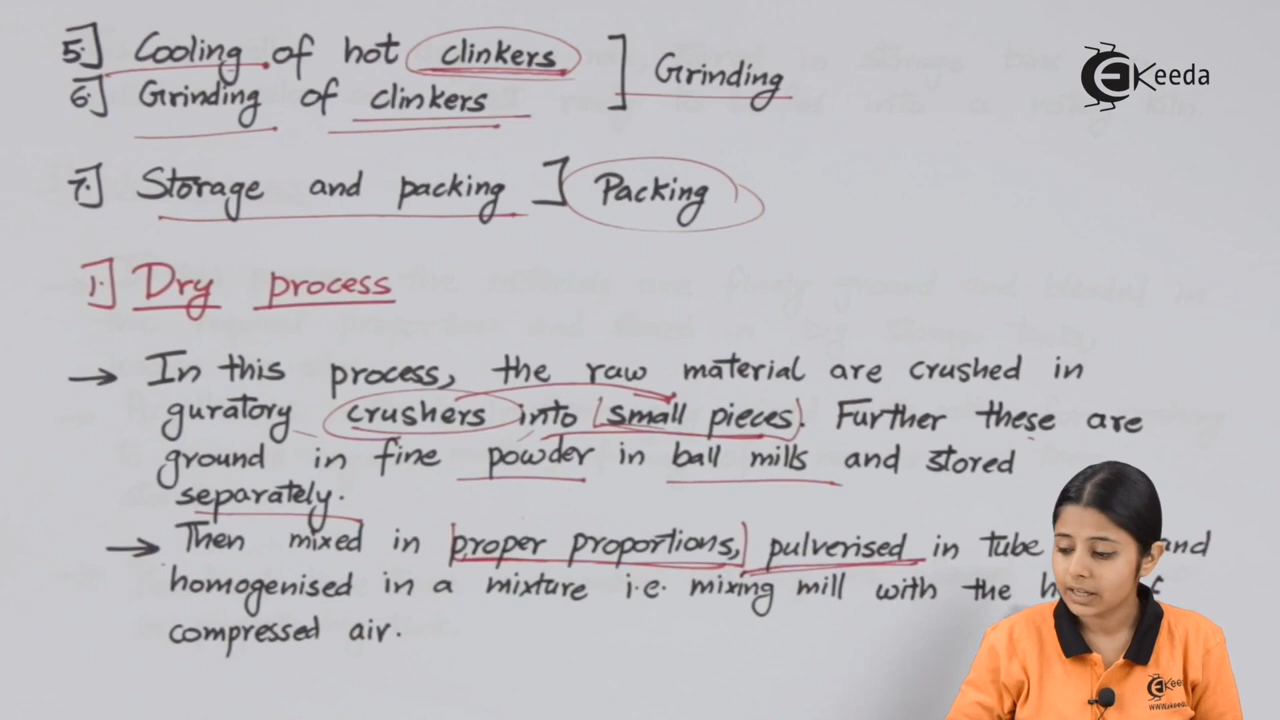 5.] Cooling of hot clinkers ] Grinding
6.] Grinding of clinkers
7.] Storage and packing ] Packing
1.] Dry process
→ In this process, the raw material are crushed in
guratory crushers into small pieces. Further these are
ground in fine powder in ball mills and stored
separately.
→ Then mixed in proper proportions, pulverised in tube and
homogenised in a mixture i.e. mixing mill with the
compressed air.
Ekeeda
Ekeeda